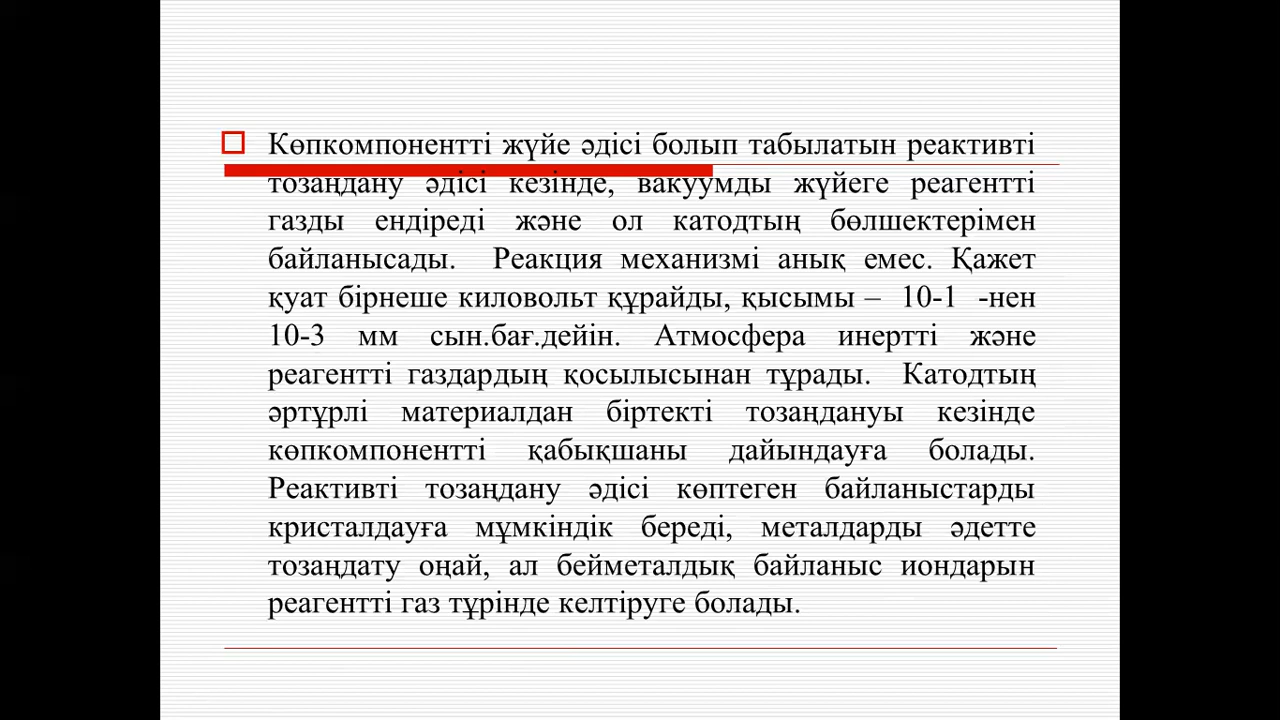 Көпкомпонентті жүйе әдісі болып табылатын реактивті
тозаңдану әдісі кезінде, вакуумды жүйеге реагентті
газды ендіреді және ол катодтың бөлшектерімен
байланысады. Реакция механизмі анық емес. Қажет
қуат бірнеше киловольт құрайды, қысымы – 10-1 -нен
10-3 мм сын.бағ.дейін. Атмосфера инертті және
реагентті газдардың қосылысынан тұрады. Катодтың
әртұрлі материалдан біртекті тозаңдануы кезінде
көпкомпонентті қабықшаны дайындауға болады.
Реактивті тозаңдану әдісі көптеген байланыстарды
кристалдауға мұмкіндік береді, металдарды әдетте
тозаңдату оңай, ал бейметалдық байланыс иондарын
реагентті газ түрінде келтіруге болады.